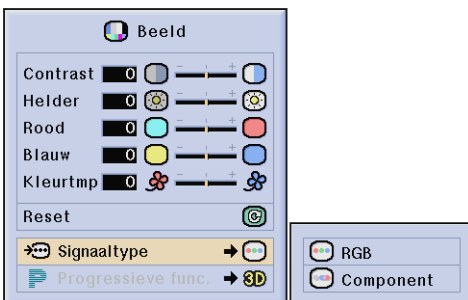 Beeld
Contrast 0 - +
Helder 0 - +
Rood 0 - +
Blauw 0 - +
Kleurtmp 0 - +
Reset
Signaaltype
Progressieve func. 3D
RGB
Component